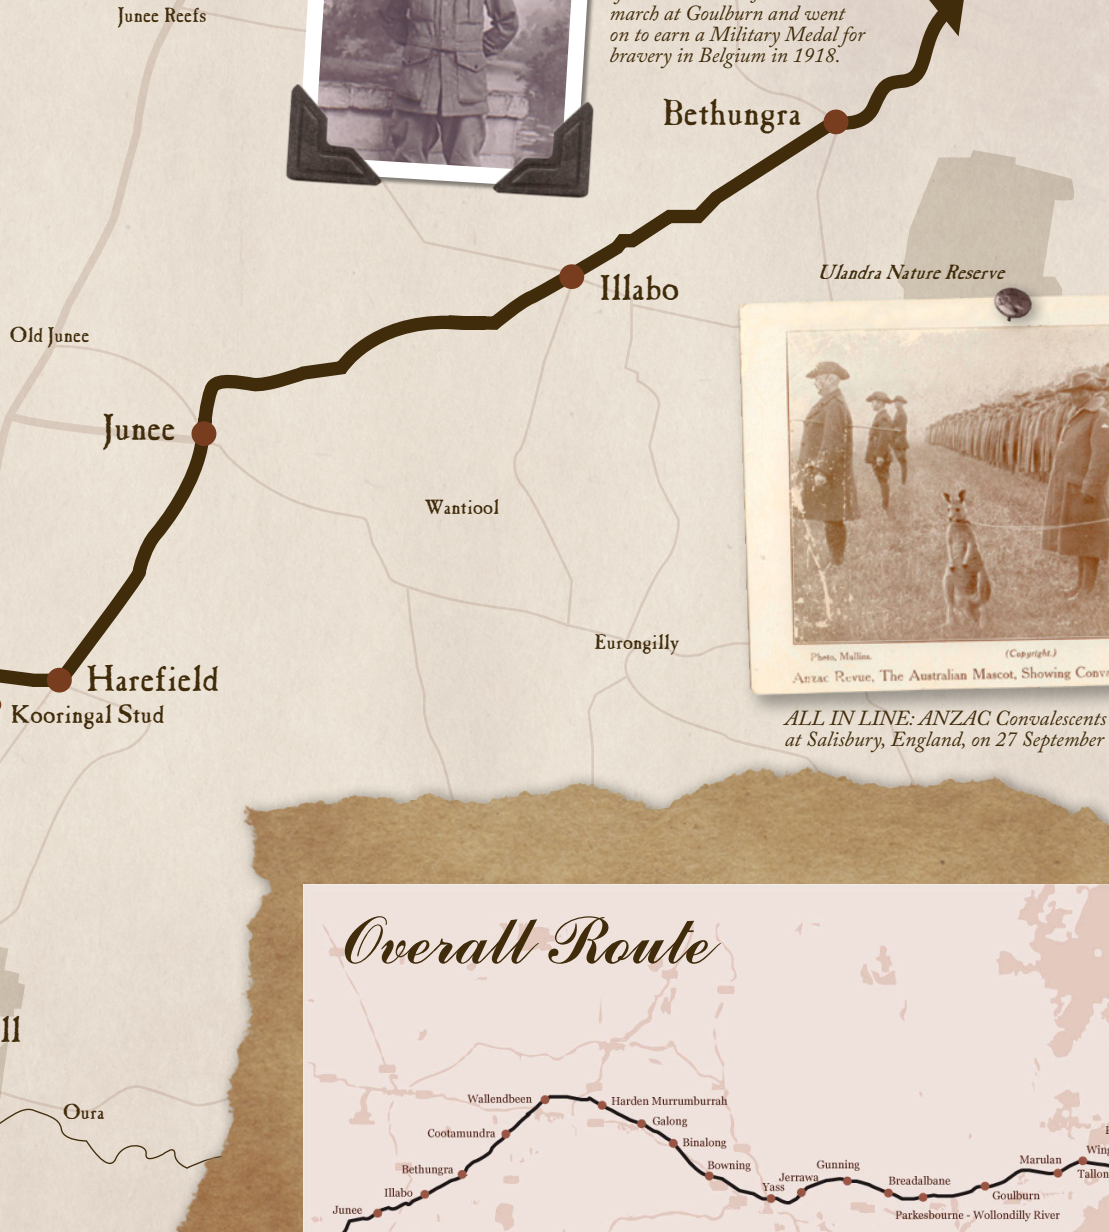 Junee Reefs
march at Goulburn and went
on to earn a Military Medal for
bravery in Belgium in 1918.
Bethungra
Ulandra Nature Reserve
Illabo
Old Junee
Junee
Wantiool
Eurongilly
Photo, Mullins.
(Copyright.)
Anzac Revue, The Australian Mascot, Showing
Harefield
Kooringal Stud
ALL IN LINE: ANZAC Convalescents
at Salisbury, England, on 27 September
Overall Route
ll
Oura
Wallendbeen
Harden Murrumburrah
Galong
Cootamundra
Binalong
Bethungra
Bowning
Gunning
Marulan
Illabo
Yass
Jerrawa
Breadalbane
Goulburn
Junee
Parkesbourne - Wollondilly River